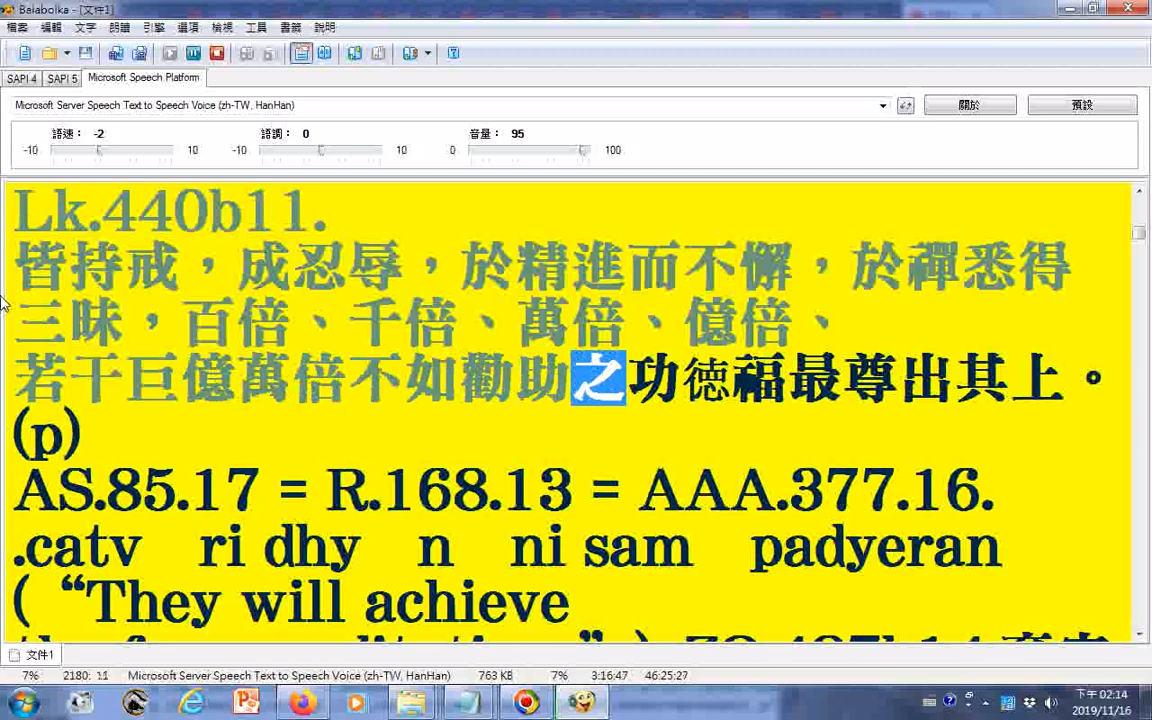 Balabolka - [文件1]
檔案 編輯 文字 朗讀 引擎 選項 檢視 工具 書籤 說明
SAPI 4 SAPI 5 Microsoft Speech Platform
Microsoft Server Speech Text to Speech Voice (zh-TW, HanHan) 關於 預設
語速： -2 語調： 0 音量： 95
-10 10 -10 10 0 100
Lk.440b11.
皆持戒，成忍辱，於精進而不懈，於禪悉得
三昧，百倍、千倍、萬倍、億倍、
若干巨億萬倍不如勸助之功徳福最尊出其上。
(p)
AS.85.17 = R.168.13 = AAA.377.16.
.catv ri dhy n ni sam padyeran
( “They will achieve
文件1
7% 2180: 11 Microsoft Server Speech Text to Speech Voice (zh-TW, HanHan) 763 KB 7% 3:16:47 46:25:27
下午 02:14
2019/11/16